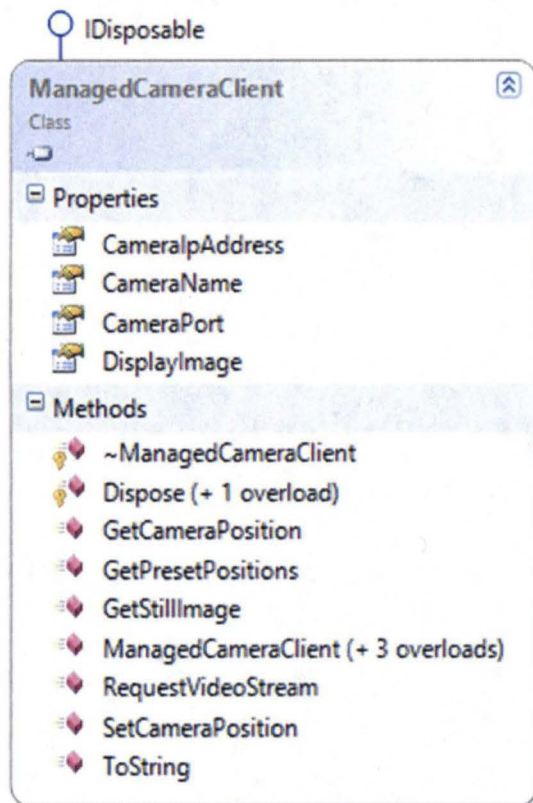 IDisposable
ManagedCameraClient
Class
Properties
CameraIpAddress
CameraName
CameraPort
DisplayImage
Methods
~ManagedCameraClient
Dispose (+ 1 overload)
GetCameraPosition
GetPresetPositions
GetStillImage
ManagedCameraClient (+ 3 overloads)
RequestVideoStream
SetCameraPosition
ToString